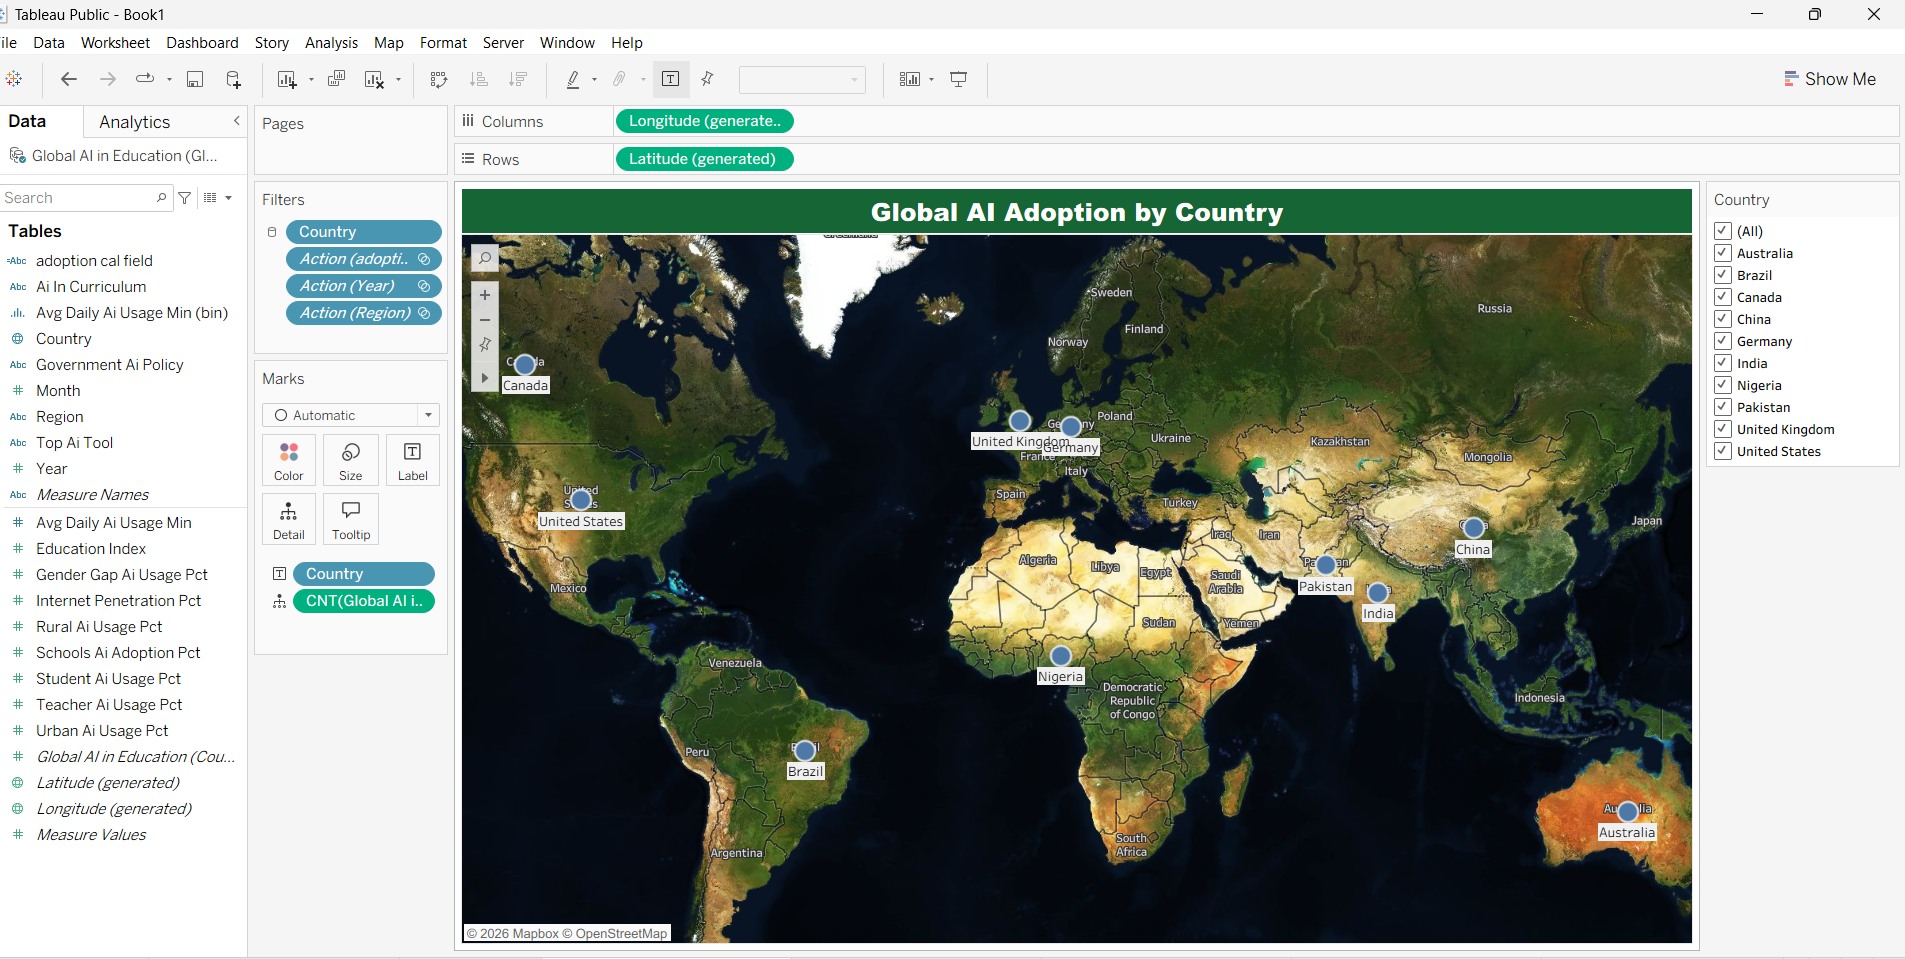 Tableau Public - Book1
ile Data Worksheet Dashboard Story Analysis Map Format Server Window Help
Show Me
Data Analytics
Global AI in Education (Gl...
Search
Tables
adoption cal field
Ai In Curriculum
Avg Daily Ai Usage Min (bin)
Country
Government Ai Policy
Month
Region
Top Ai Tool
Year
Measure Names
Avg Daily Ai Usage Min
Education Index
Gender Gap Ai Usage Pct
Internet Penetration Pct
Rural Ai Usage Pct
Schools Ai Adoption Pct
Student Ai Usage Pct
Teacher Ai Usage Pct
Urban Ai Usage Pct
Global AI in Education (Cou...
Latitude (generated)
Longitude (generated)
Measure Values
Pages
Filters
Country
Action (adopti..
Action (Year)
Action (Region)
Marks
Automatic
Color Size Label
Detail Tooltip
Country
CNT(Global AI i..
Columns Longitude (generate..
Rows Latitude (generated)
Global AI Adoption by Country
Sweden
Russia
Finland
Norway
Canada
United Kingdom
Poland
Germany
Ukraine
Kazakhstan
France
Mongolia
Italy
Spain
Turkey
United States
Japan
Iraq
Iran
China
Algeria
Libya
Egypt
Saudi
Arabia
Pakistan
Mexico
India
Sudan
Yemen
Venezuela
Nigeria
Democratic
Republic
of Congo
Indonesia
Peru
Brazil
Australia
South
Africa
Argentina
© 2026 Mapbox © OpenStreetMap
Country
(All)
Australia
Brazil
Canada
China
Germany
India
Nigeria
Pakistan
United Kingdom
United States